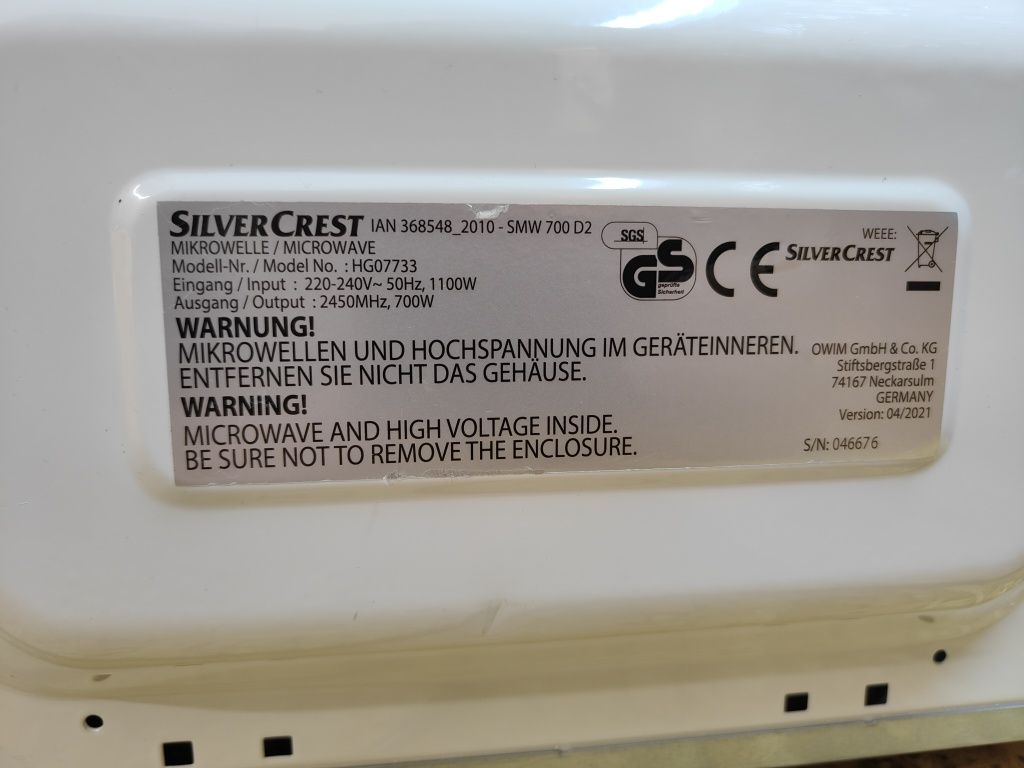 SILVERCREST IAN 368548_2010 - SMW 700 D2
MIKROWELLE / MICROWAVE
Modell-Nr. / Model No. : HG07733
Eingang / Input : 220-240V~ 50Hz, 1100W
Ausgang / Output : 2450MHz, 700W
WARNUNG!
MIKROWELLEN UND HOCHSPANNUNG IM GERÄTEINNEREN.
ENTFERNEN SIE NICHT DAS GEHÄUSE.
WARNING!
MICROWAVE AND HIGH VOLTAGE INSIDE.
BE SURE NOT TO REMOVE THE ENCLOSURE.
SGS
GS
geprüfte
Sicherheit
CE
SILVERCREST
WEEE:
OWIM GmbH & Co. KG
Stiftsbergstraße 1
74167 Neckarsulm
GERMANY
Version: 04/2021
S/N: 046676